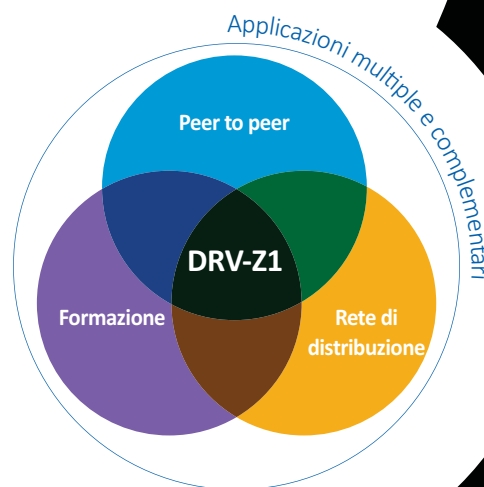 Applicazioni multiple e complementari
Peer to peer
DRV-Z1
Formazione
Rete di
distribuzione